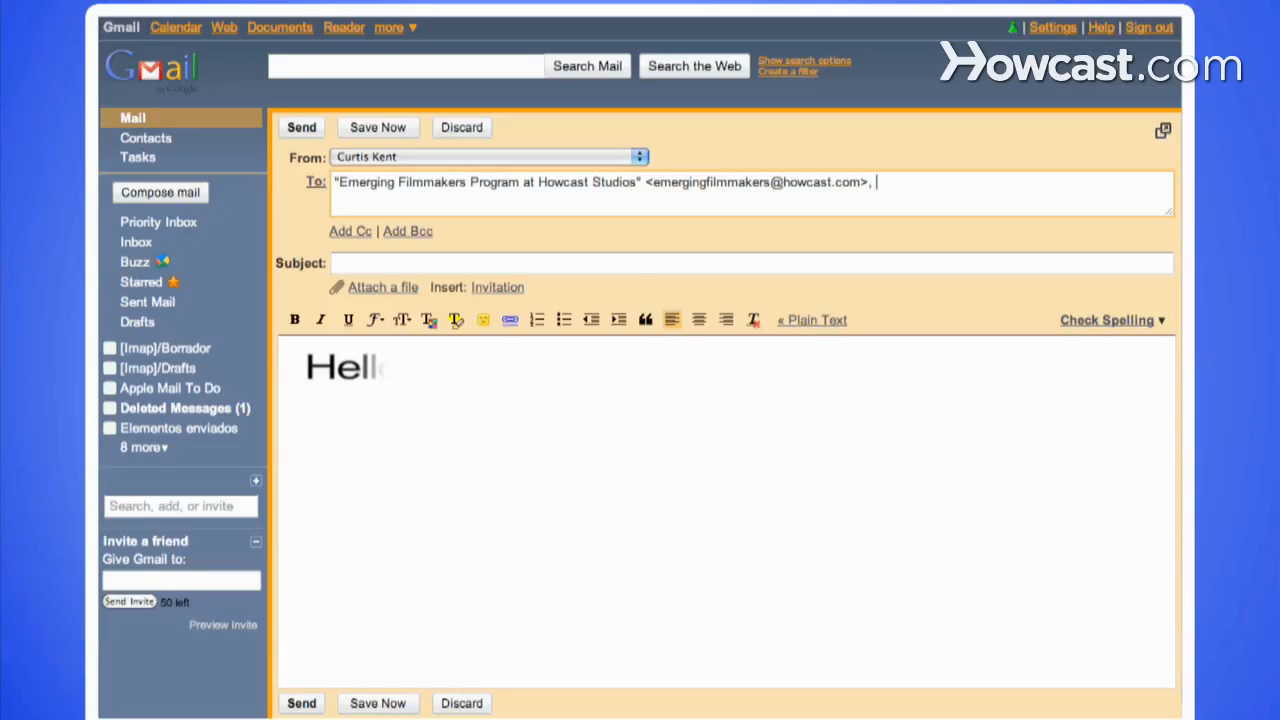 Gmail Calendar Web Documents Reader more ▼
| Settings | Help | Sign out
Howcast.com
Gmail
by Google
Search Mail
Search the Web
Show search options
Create a filter
Mail
Contacts
Tasks
Compose mail
Priority Inbox
Inbox
Buzz
Starred
Sent Mail
Drafts
[Imap]/Borrador
[Imap]/Drafts
Apple Mail To Do
Deleted Messages (1)
Elementos enviados
8 more▾
Search, add, or invite
Invite a friend
Give Gmail to:
Send Invite 50 left
Preview Invite
Send Save Now Discard
From: Curtis Kent
To: "Emerging Filmmakers Program at Howcast Studios" <emergingfilmmakers@howcast.com>,
Add Cc | Add Bcc
Subject:
Attach a file Insert: Invitation
B I U « Plain Text Check Spelling ▾
Hello
Send Save Now Discard